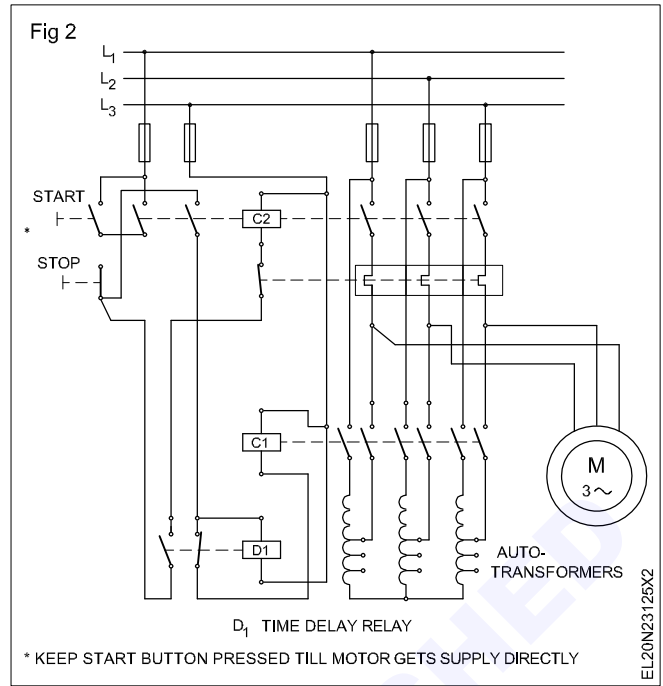 Fig 2
L1
L2
L3
START
*
C2
STOP
C1
M
3~
D1
AUTO-
TRANSFORMERS
D1 TIME DELAY RELAY
* KEEP START BUTTON PRESSED TILL MOTOR GETS SUPPLY DIRECTLY
EL20N23125X2